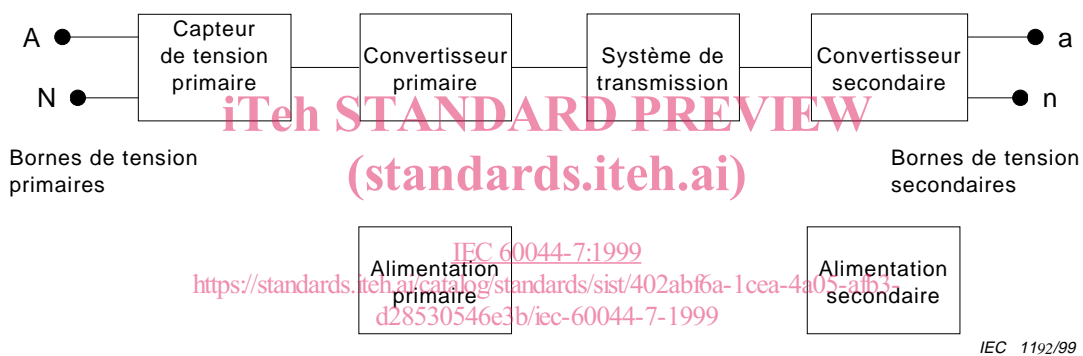 A
Capteur
de tension
primaire
Convertisseur
primaire
Système de
transmission
Convertisseur
secondaire
a
N
n
iTeh STANDARD PREVIEW
(standards.iteh.ai)
Bornes de tension
primaires
Bornes de tension
secondaires
IEC 60044-7:1999
https://standards.iteh.ai/catalog/standards/sist/402abf6a-1cea-4a05-afb3-
d28530546e3b/iec-60044-7-1999
Alimentation
primaire
Alimentation
secondaire
IEC 1192/99